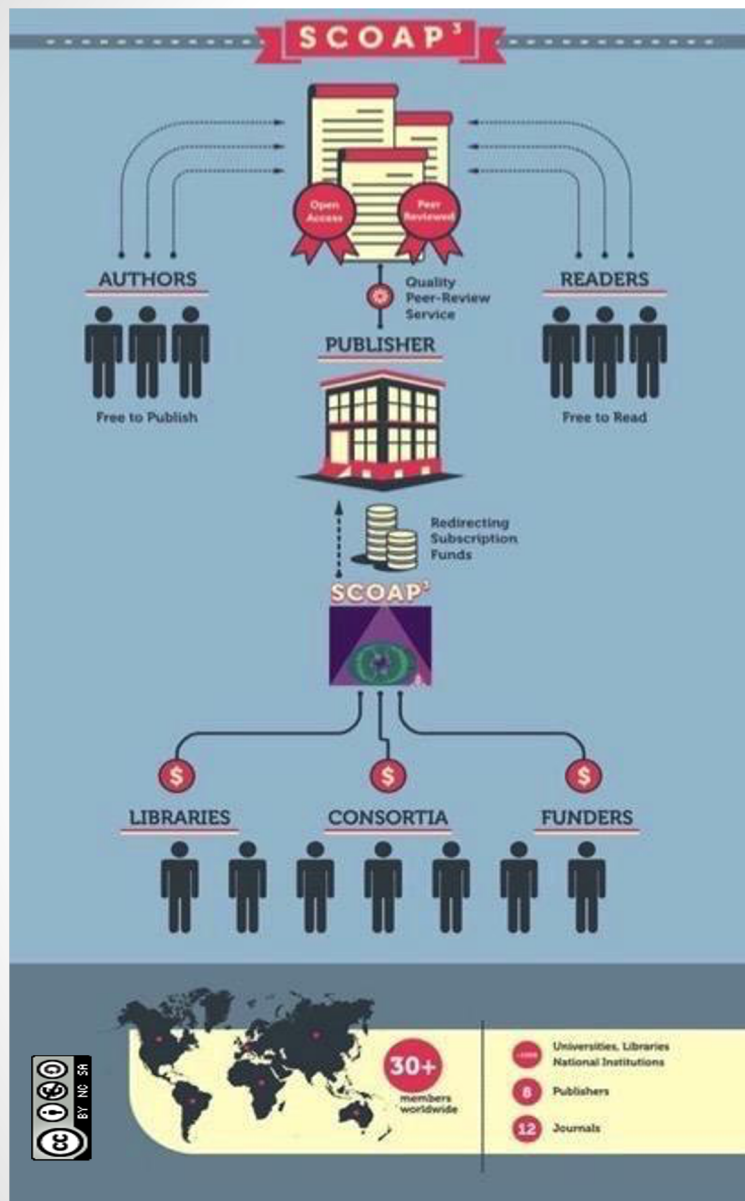 SCOAP³
Open
Access
Peer
Reviewed
AUTHORS
Free to Publish
READERS
Free to Read
Quality
Peer-Review
Service
PUBLISHER
Redirecting
Subscription
Funds
SCOAP³
$
$
$
LIBRARIES
CONSORTIA
FUNDERS
30+
members
worldwide
Universities, Libraries
National Institutions
8
Publishers
12
Journals
cc
BY NC SA